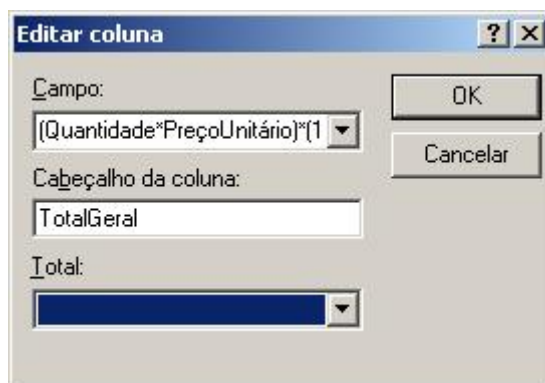 Editar coluna
Campo:
OK
(Quantidade*PreçoUnitário)*(1
Cancelar
Cabeçalho da coluna:
TotalGeral
Total: